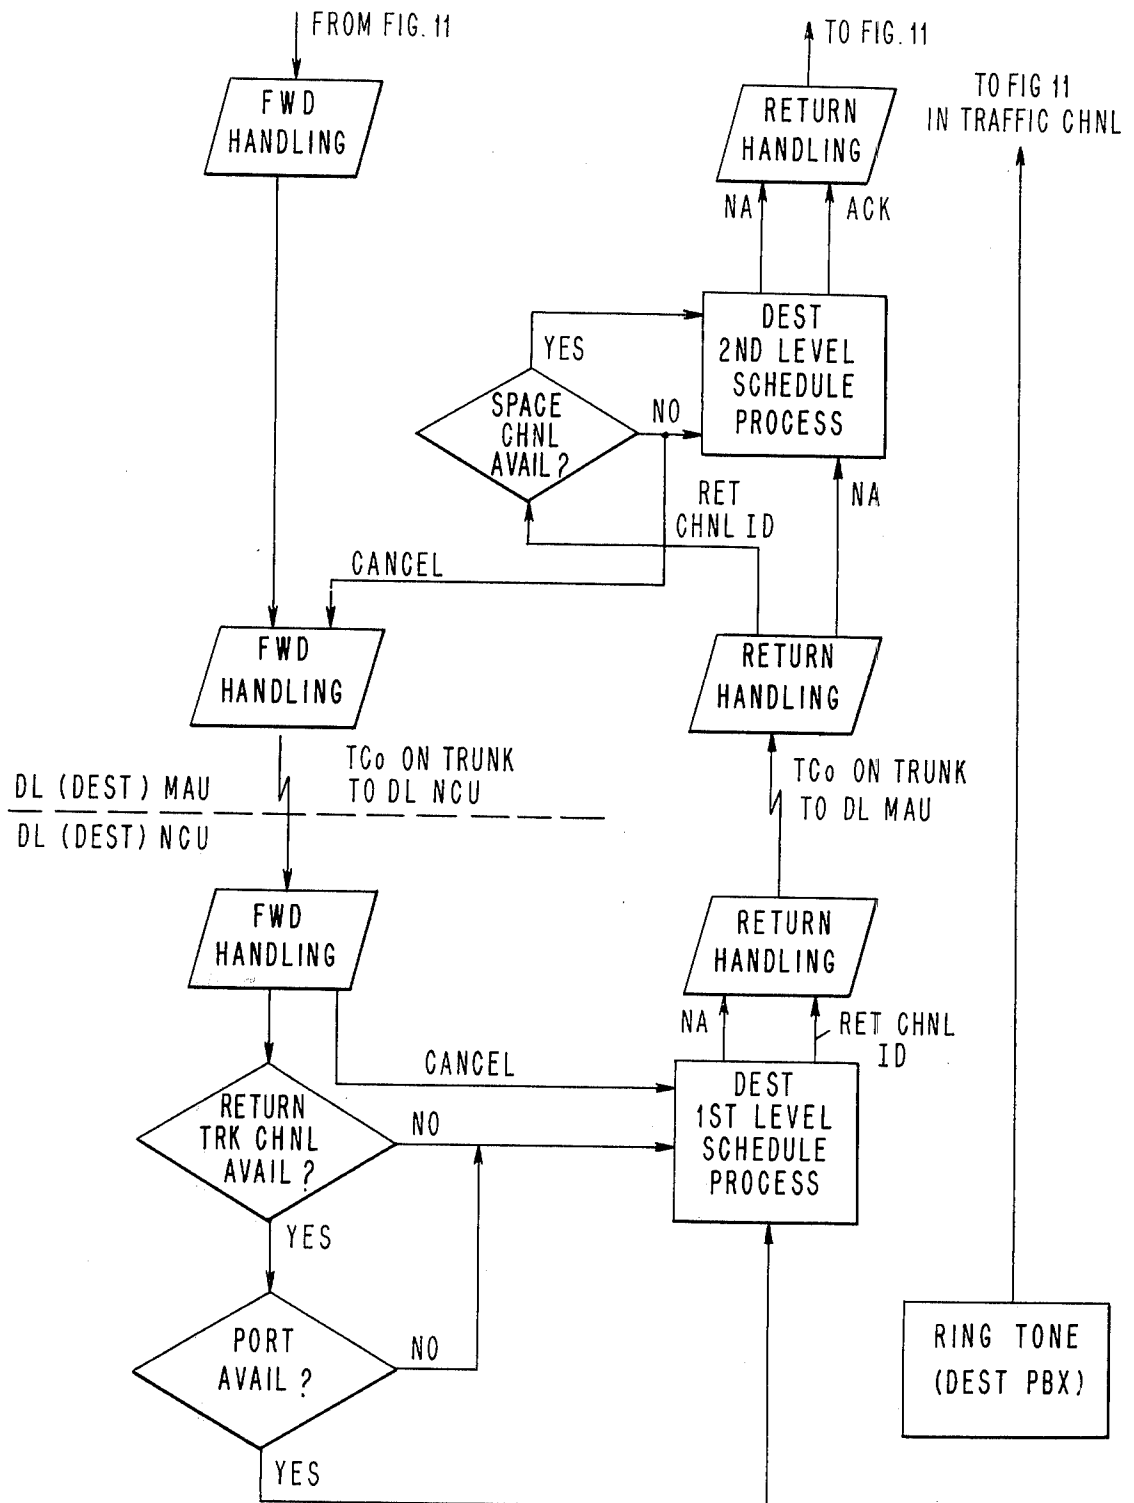 FROM FIG. 11
FWD
HANDLING
TO FIG. 11
RETURN
HANDLING
TO FIG 11
IN TRAFFIC CHNL
NA
ACK
DEST
2ND LEVEL
SCHEDULE
PROCESS
YES
SPACE
CHNL
AVAIL?
NO
RET
CHNL ID
NA
CANCEL
FWD
HANDLING
RETURN
HANDLING
TCo ON TRUNK
TO DL NCU
TCo ON TRUNK
TO DL MAU
DL (DEST) MAU
DL (DEST) NCU
FWD
HANDLING
RETURN
HANDLING
NA
RET CHNL
ID
CANCEL
DEST
1ST LEVEL
SCHEDULE
PROCESS
RETURN
TRK CHNL
AVAIL?
NO
YES
PORT
AVAIL?
NO
YES
RING TONE
(DEST PBX)